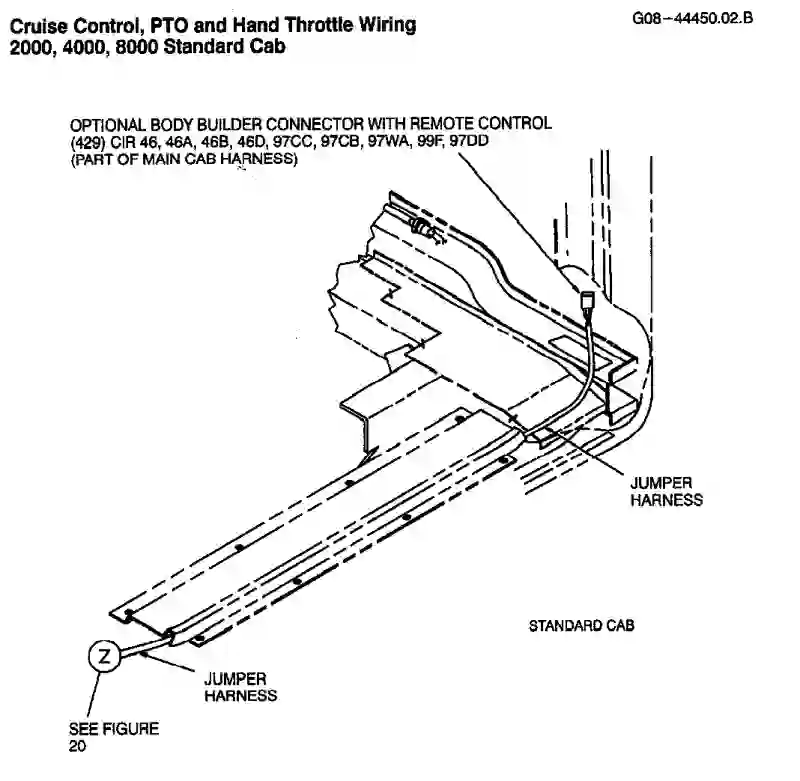 Cruise Control, PTO and Hand Throttle Wiring
2000, 4000, 8000 Standard Cab
G08-44450.02.B
OPTIONAL BODY BUILDER CONNECTOR WITH REMOTE CONTROL
(429) CIR 46, 46A, 46B, 46D, 97CC, 97CB, 97WA, 99F, 97DD
(PART OF MAIN CAB HARNESS)
JUMPER
HARNESS
STANDARD CAB
Z
JUMPER
HARNESS
SEE FIGURE
20